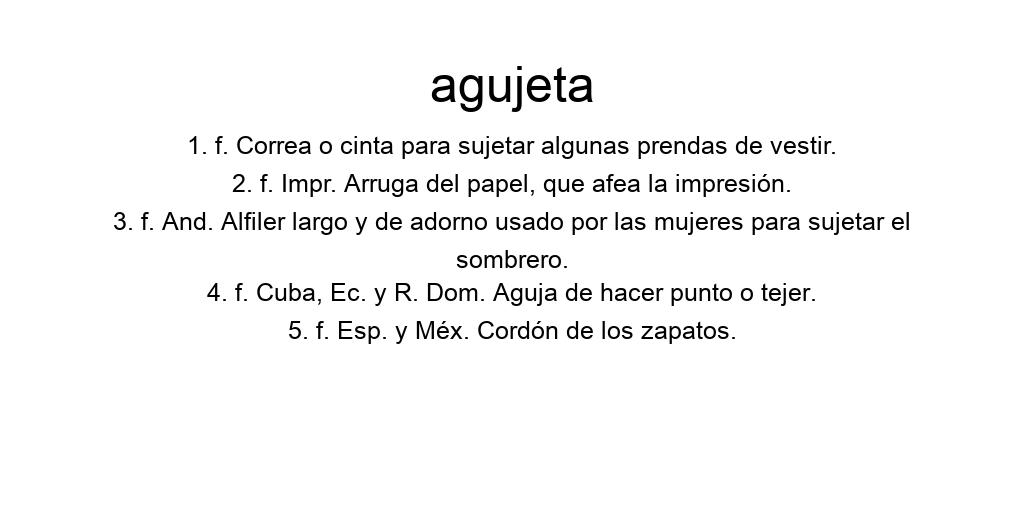 agujeta
1. f. Correa o cinta para sujetar algunas prendas de vestir.
2. f. Impr. Arruga del papel, que afea la impresión.
3. f. And. Alfiler largo y de adorno usado por las mujeres para sujetar el
sombrero.
4. f. Cuba, Ec. y R. Dom. Aguja de hacer punto o tejer.
5. f. Esp. y Méx. Cordón de los zapatos.